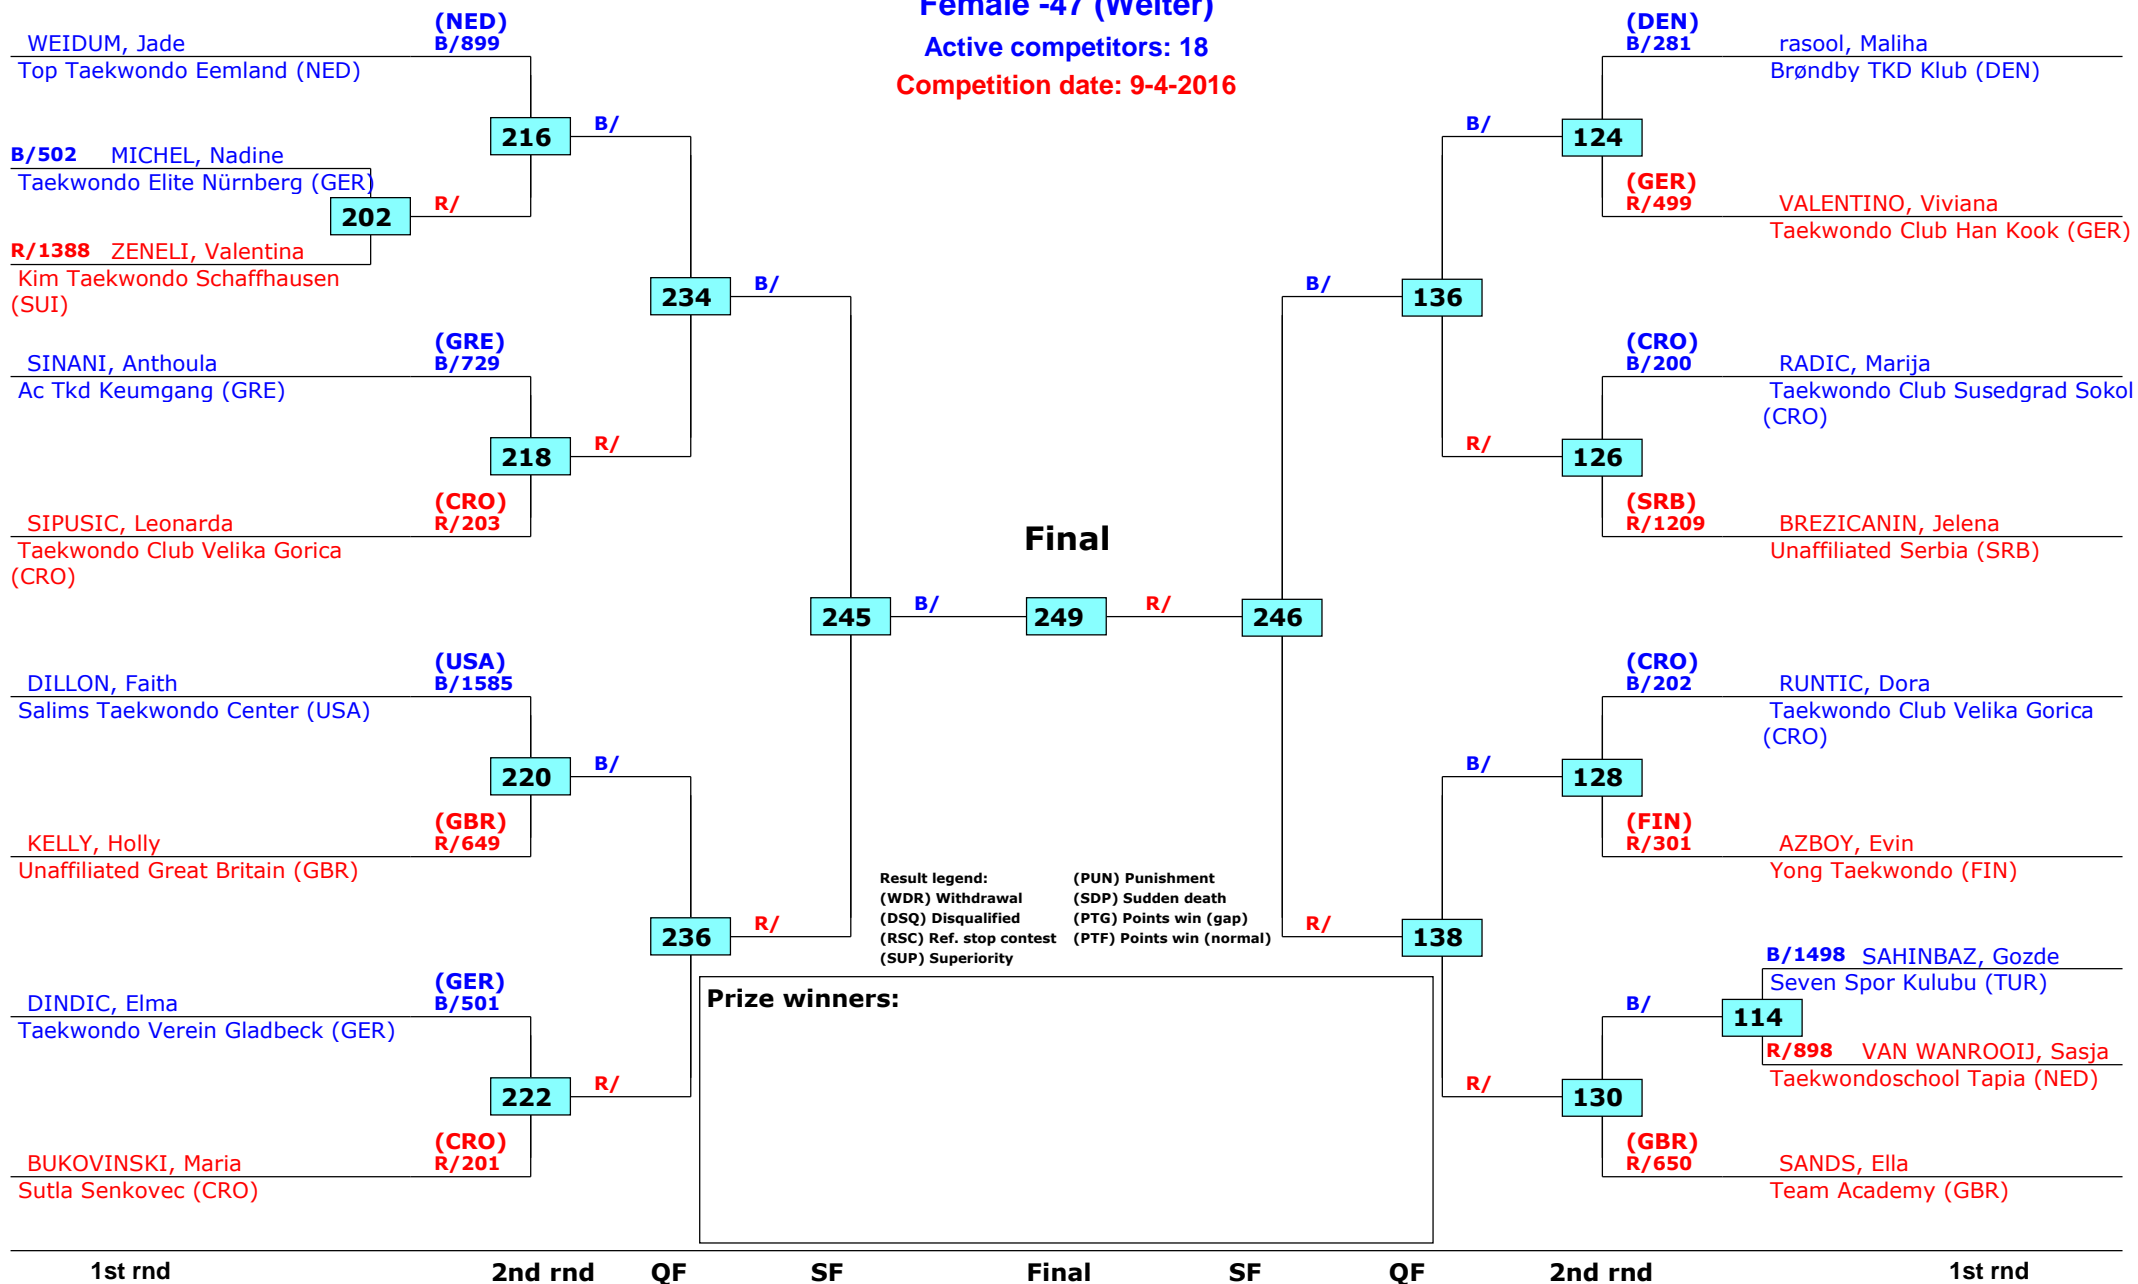 Female -47 (Welter)
Active competitors: 18
Competition date: 9-4-2016
(NED)
WEIDUM, Jade B/899
Top Taekwondo Eemland (NED)
216
B/
B/502 MICHEL, Nadine
Taekwondo Elite Nürnberg (GER)
202
R/
R/1388 ZENELI, Valentina
Kim Taekwondo Schaffhausen
(SUI)
234
B/
(GRE)
SINANI, Anthoula B/729
Ac Tkd Keumgang (GRE)
218
R/
(CRO)
SIPUSIC, Leonarda R/203
Taekwondo Club Velika Gorica
(CRO)
245
B/
(USA)
DILLON, Faith B/1585
Salims Taekwondo Center (USA)
220
B/
(GBR)
KELLY, Holly R/649
Unaffiliated Great Britain (GBR)
236
R/
(GER)
DINDIC, Elma B/501
Taekwondo Verein Gladbeck (GER)
222
R/
(CRO)
BUKOVINSKI, Maria R/201
Sutla Senkovec (CRO)
Final
249
R/
246
(DEN)
B/281 rasool, Maliha
Brøndby TKD Klub (DEN)
B/
124
(GER)
R/499 VALENTINO, Viviana
Taekwondo Club Han Kook (GER)
B/
136
(CRO)
B/200 RADIC, Marija
Taekwondo Club Susedgrad Sokol
(CRO)
R/
126
(SRB)
R/1209 BREZICANIN, Jelena
Unaffiliated Serbia (SRB)
(CRO)
B/202 RUNTIC, Dora
Taekwondo Club Velika Gorica
(CRO)
B/
128
(FIN)
R/301 AZBOY, Evin
Yong Taekwondo (FIN)
R/
138
B/1498 SAHINBAZ, Gozde
Seven Spor Kulubu (TUR)
B/
114
R/898 VAN WANROOIJ, Sasja
Taekwondoschool Tapia (NED)
R/
130
(GBR)
R/650 SANDS, Ella
Team Academy (GBR)
Result legend: (PUN) Punishment
(WDR) Withdrawal (SDP) Sudden death
(DSQ) Disqualified (PTG) Points win (gap)
(RSC) Ref. stop contest (PTF) Points win (normal)
(SUP) Superiority
Prize winners:
1st rnd 2nd rnd QF SF Final SF QF 2nd rnd 1st rnd